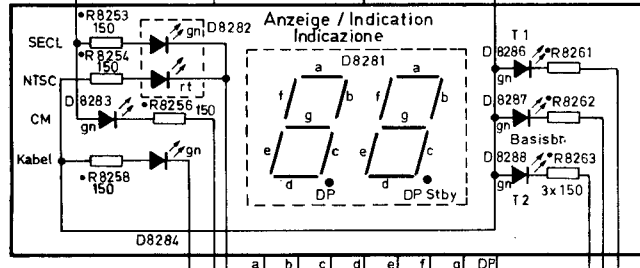 R8253
150
gn
D8282
SECL
R8254
150
rt
NTSC
D8283
gn
CM
R8256
150
Kabel
gn
R8258
150
D8284
Anzeige / Indication
Indicazione
D8281
a
a
f
b
f
b
g
g
e
c
e
c
d
d
DP
DP Stby
T1
D8286
R8261
gn
D8287
R8262
gn
Basisbr.
D8288
R8263
gn
T2
3x150
a b c d e f g DP